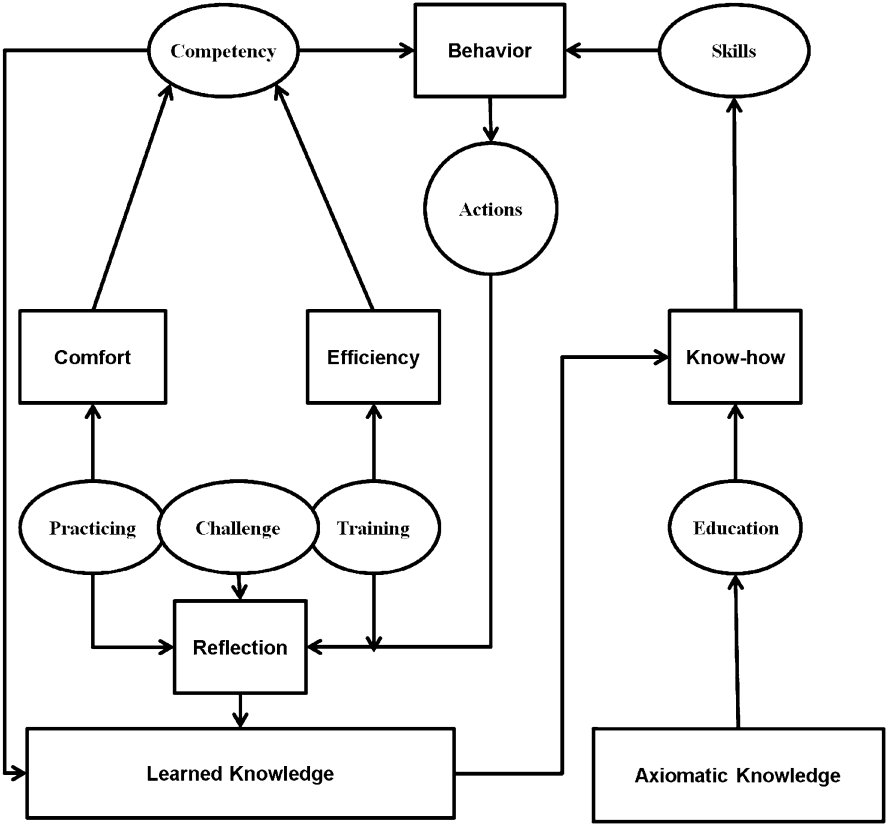 Competency
Behavior
Skills
Actions
Comfort
Efficiency
Know-how
Practicing
Challenge
Training
Education
Reflection
Learned Knowledge
Axiomatic Knowledge